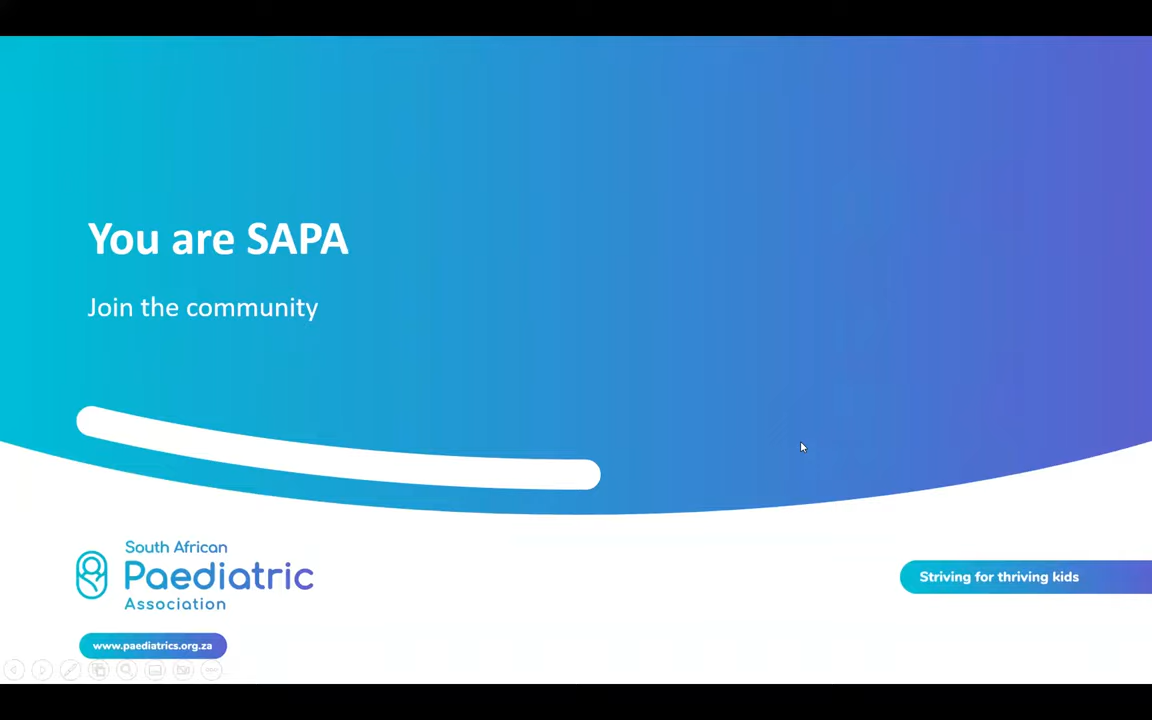 You are SAPA
Join the community
South African
Paediatric
Association
Striving for thriving kids
www.paediatrics.org.za